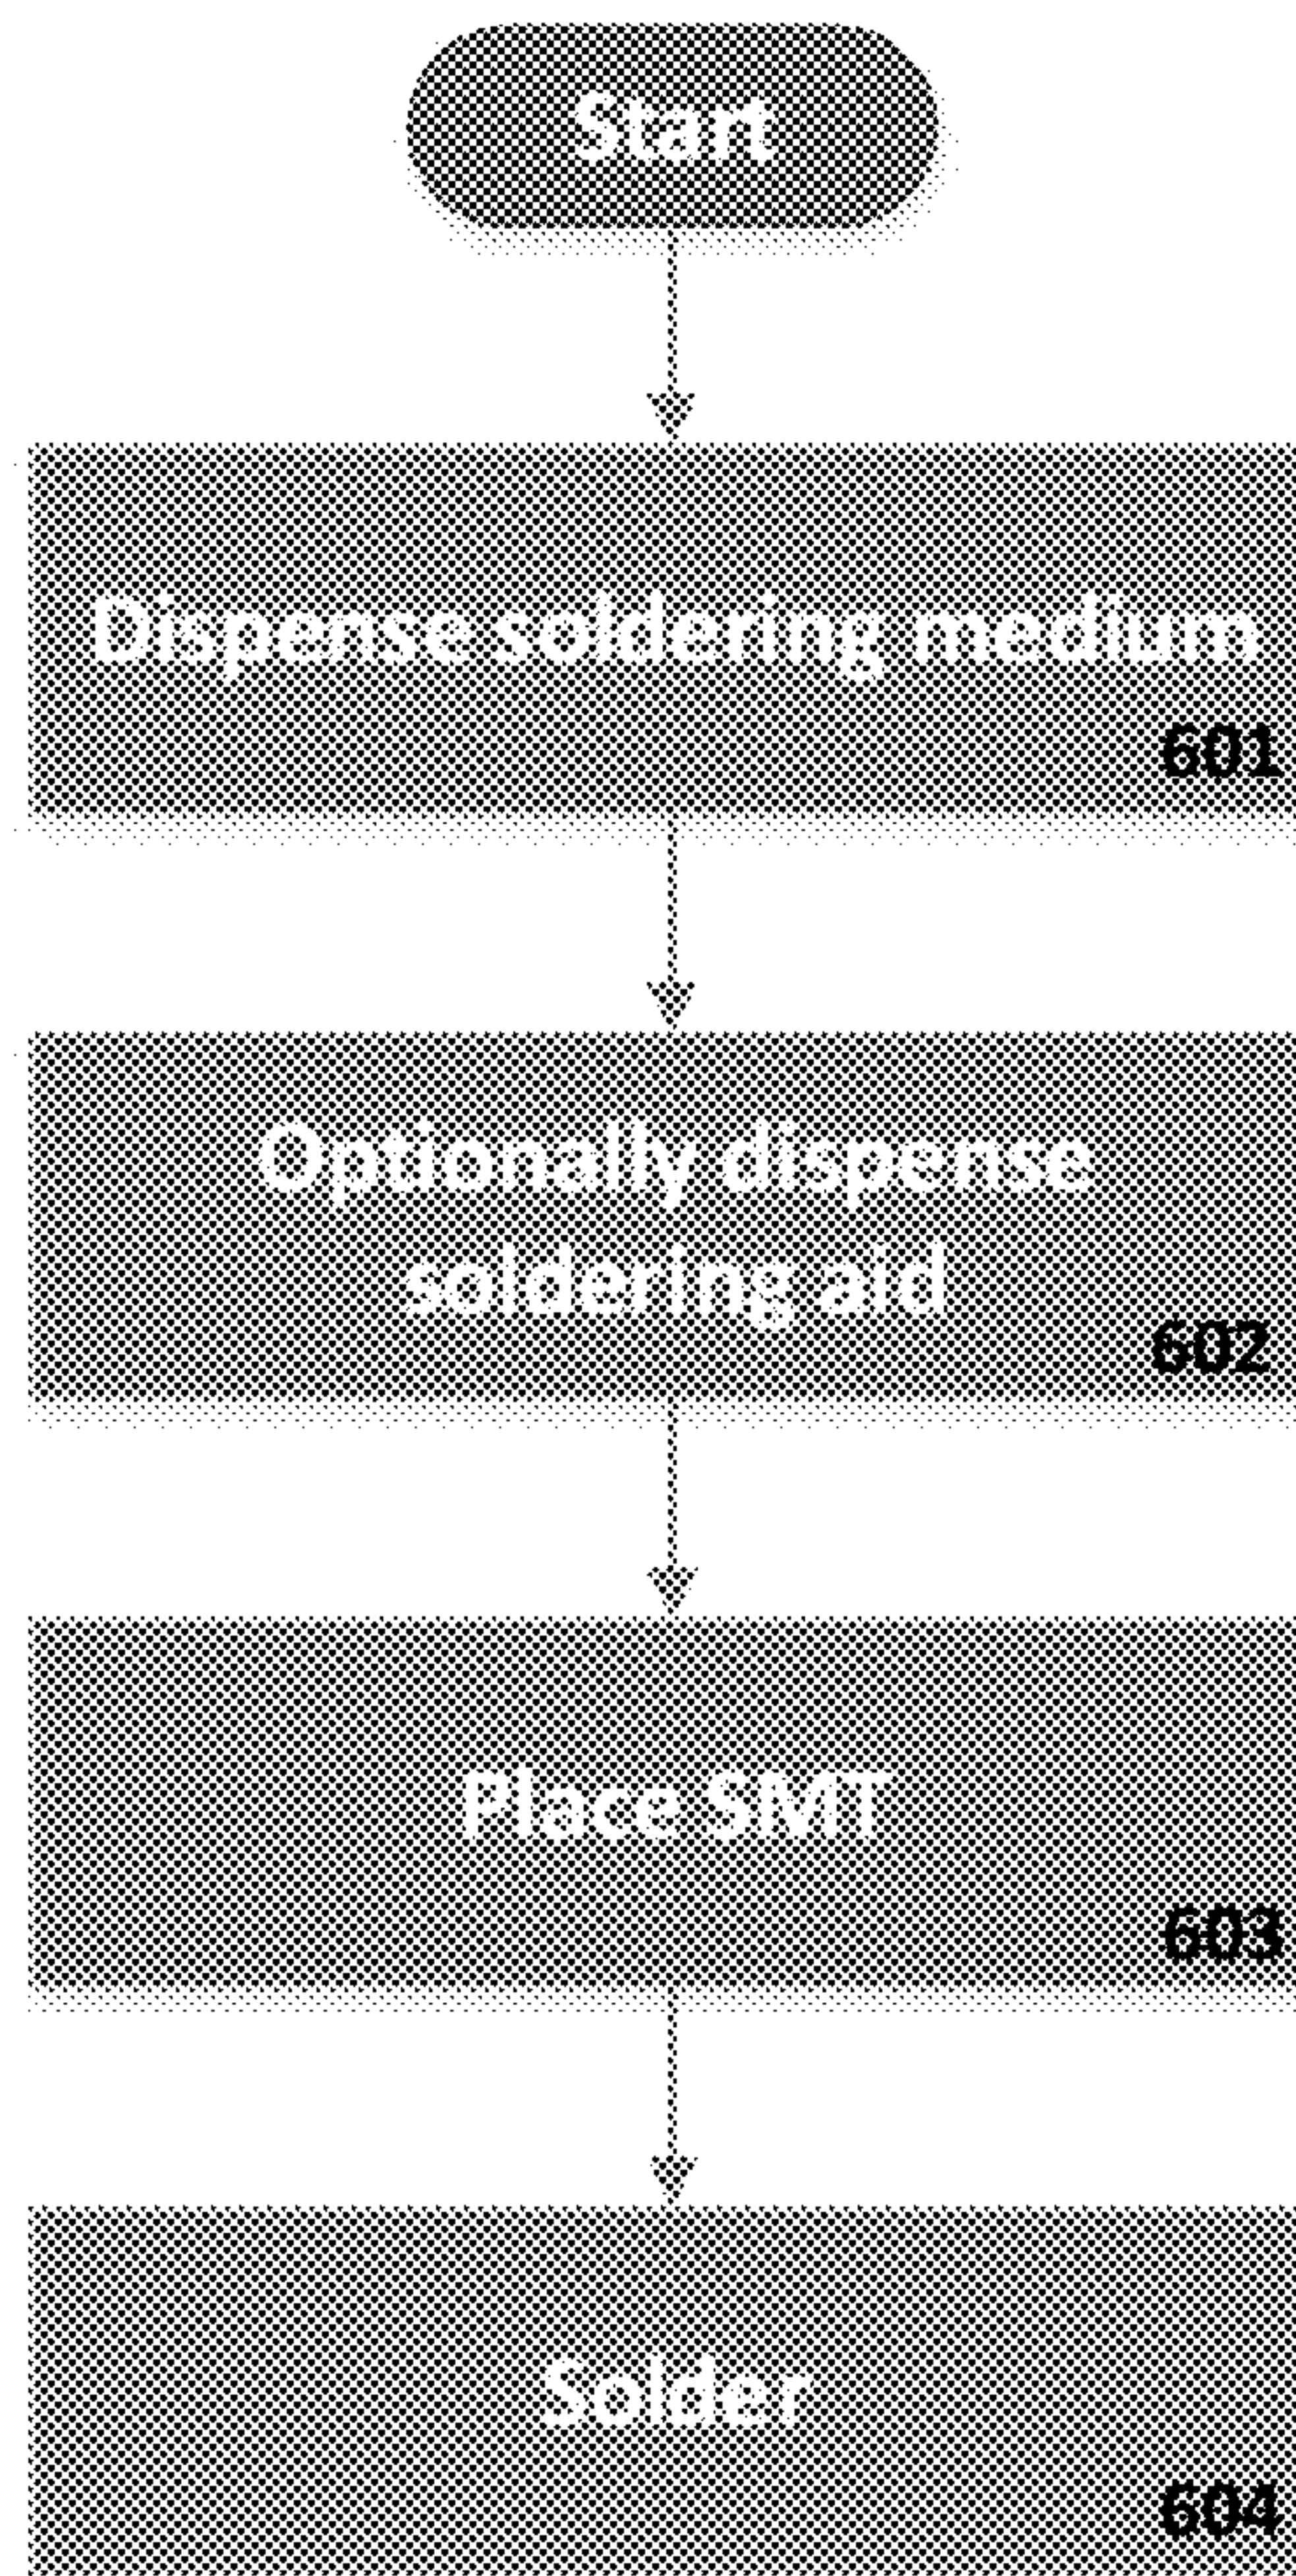 Start
Dispense soldering medium
601
Optionally dispense
soldering aid
602
Place SMT
603
Solder
604